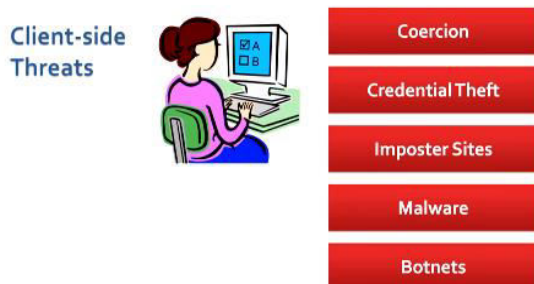 Client-side
Threats
A
B
Coercion
Credential Theft
Imposter Sites
Malware
Botnets